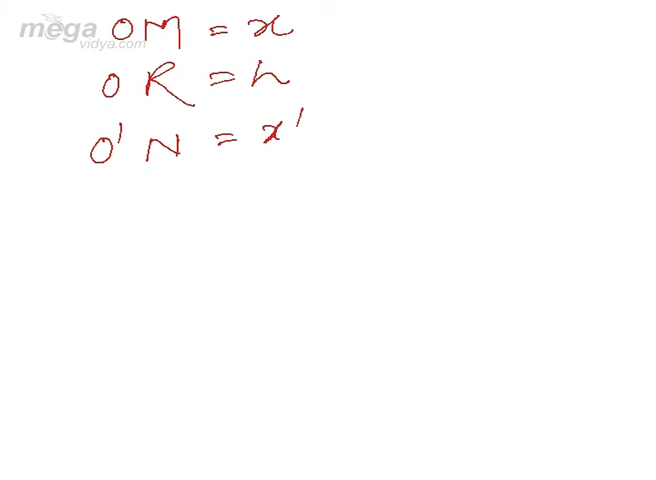 mega
vidya.com
OM = x
OR = h
O'N = x'